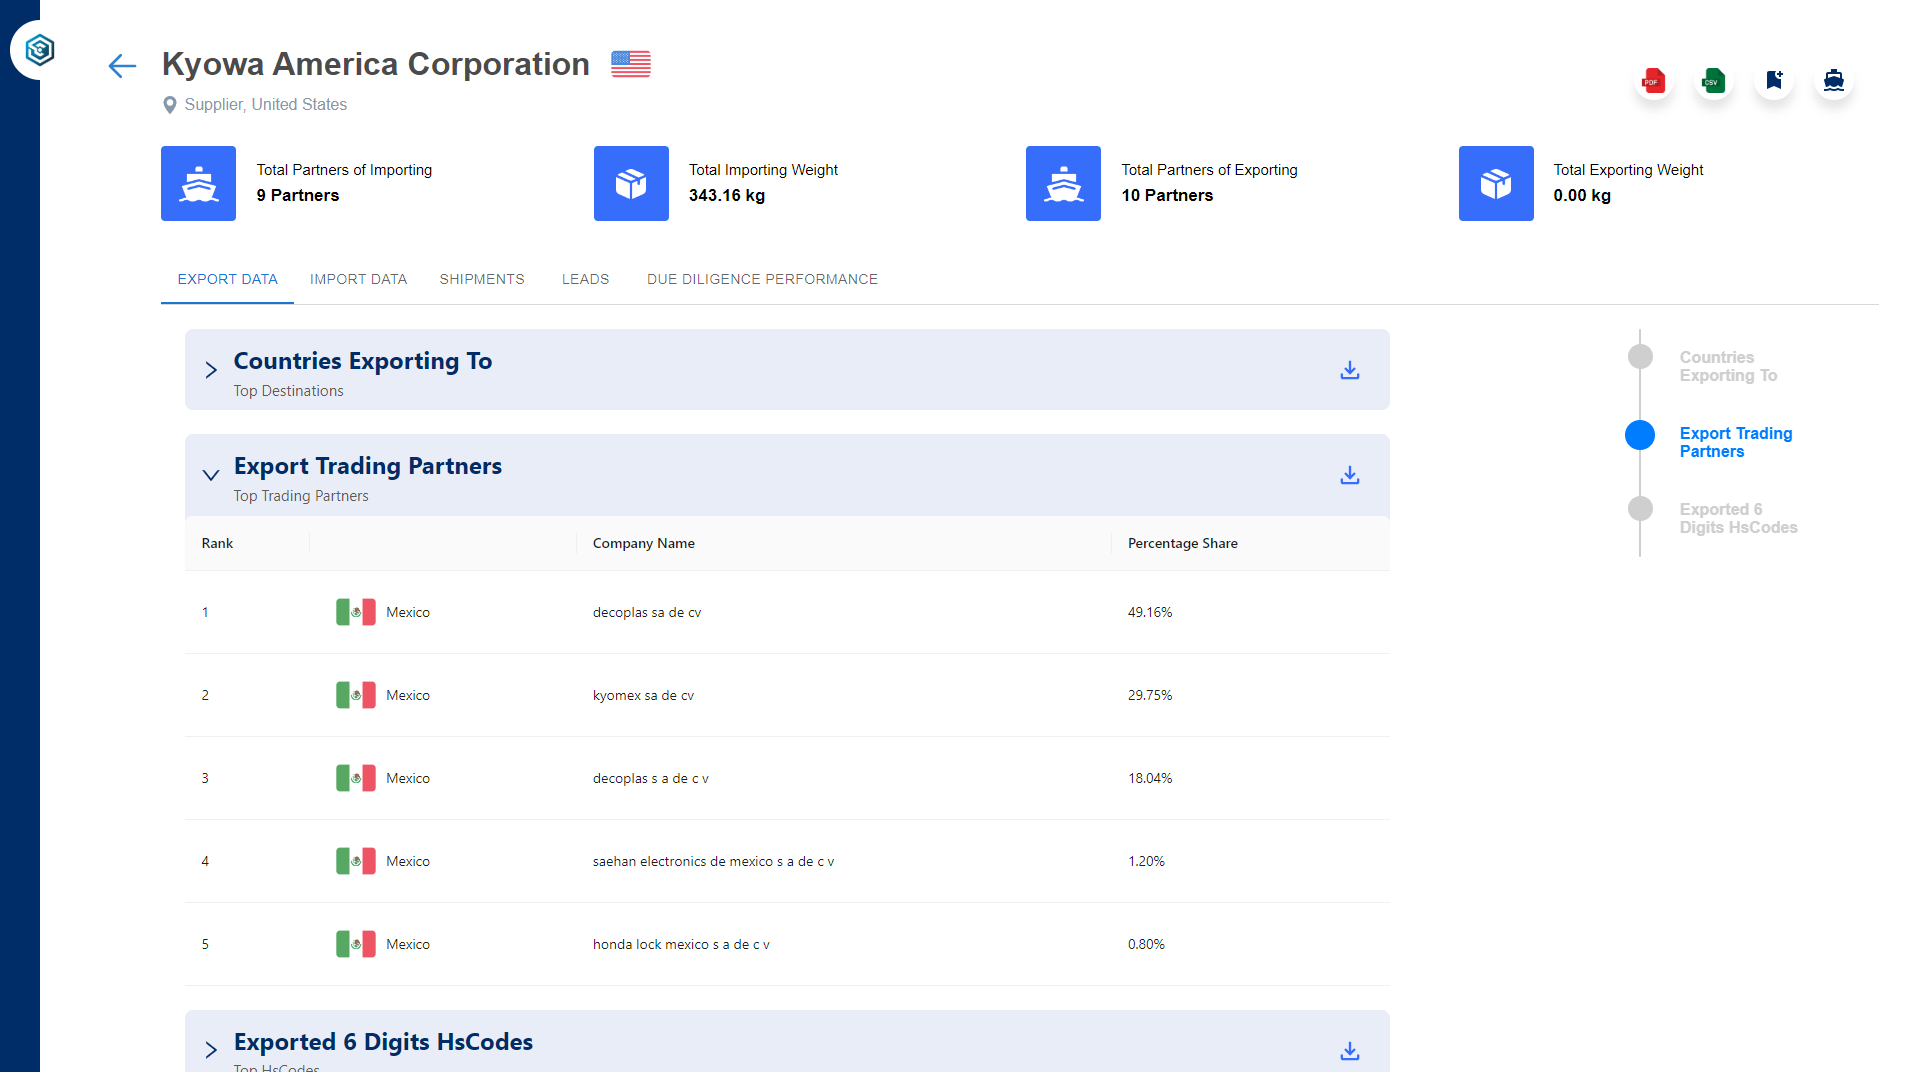 Kyowa America Corporation
Supplier, United States
PDF
CSV
Total Partners of Importing
9 Partners
Total Importing Weight
343.16 kg
Total Partners of Exporting
10 Partners
Total Exporting Weight
0.00 kg
EXPORT DATA IMPORT DATA SHIPMENTS LEADS DUE DILIGENCE PERFORMANCE
Countries Exporting To
Top Destinations
Export Trading Partners
Top Trading Partners
Rank Company Name Percentage Share
1 Mexico decoplas sa de cv 49.16%
2 Mexico kyomex sa de cv 29.75%
3 Mexico decoplas s a de c v 18.04%
4 Mexico saehan electronics de mexico s a de c v 1.20%
5 Mexico honda lock mexico s a de c v 0.80%
Exported 6 Digits HsCodes
Top HsCodes
Countries
Exporting To
Export Trading
Partners
Exported 6
Digits HsCodes